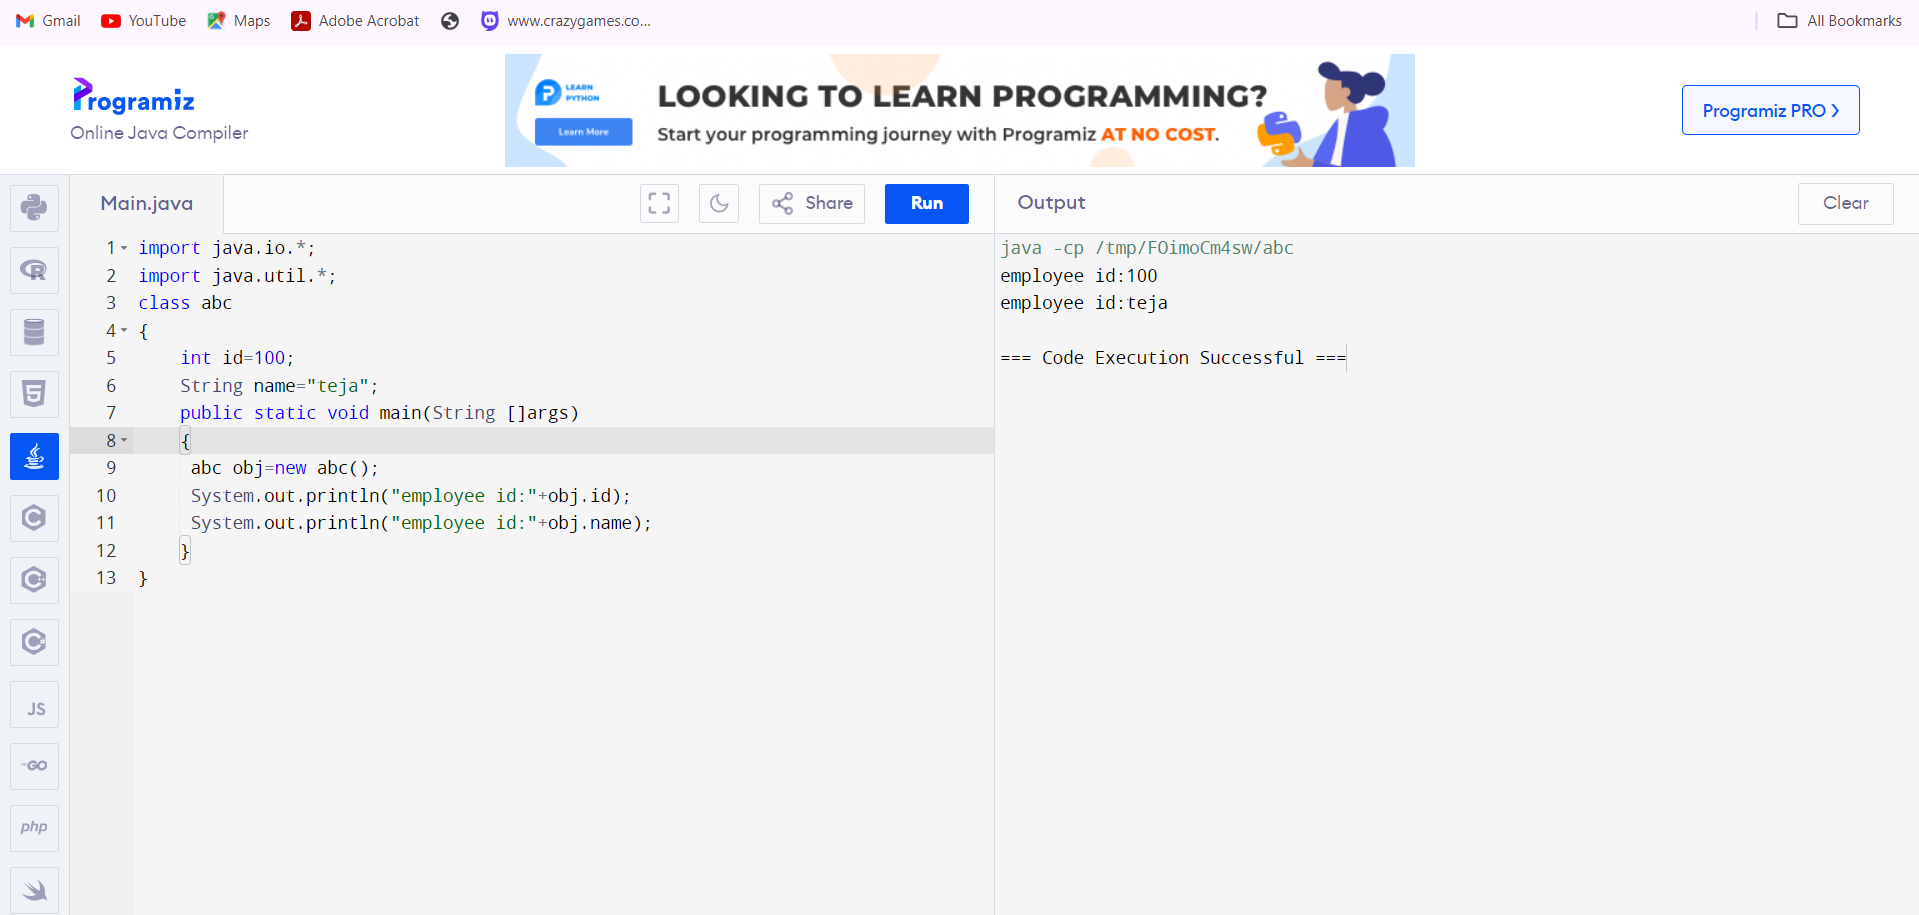 Gmail YouTube Maps Adobe Acrobat www.crazygames.co... All Bookmarks
Programiz
Online Java Compiler
LEARN
PYTHON
Learn More
LOOKING TO LEARN PROGRAMMING?
Start your programming journey with Programiz AT NO COST.
Programiz PRO >
Main.java Share Run Output Clear
1 import java.io.*;
2 import java.util.*;
3 class abc
4 {
5 int id=100;
6 String name="teja";
7 public static void main(String []args)
8 {
9 abc obj=new abc();
10 System.out.println("employee id:"+obj.id);
11 System.out.println("employee id:"+obj.name);
12 }
13 }
java -cp /tmp/FOimoCm4sw/abc
employee id:100
employee id:teja
=== Code Execution Successful ===
R
5
C
C
C
JS
GO
php